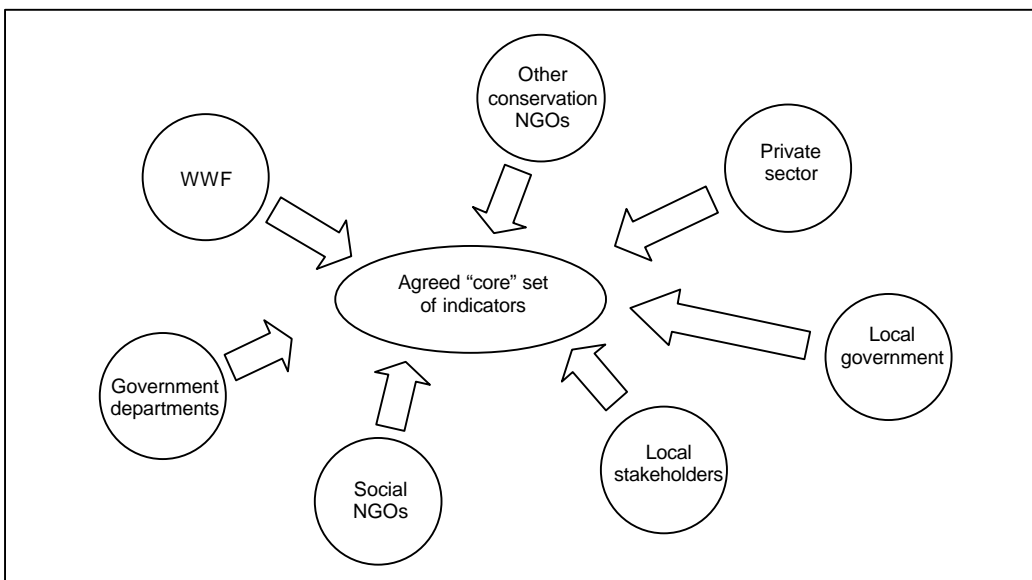 Other
conservation
NGOs
WWF
Private
sector
Agreed “core” set
of indicators
Local
government
Government
departments
Local
stakeholders
Social
NGOs